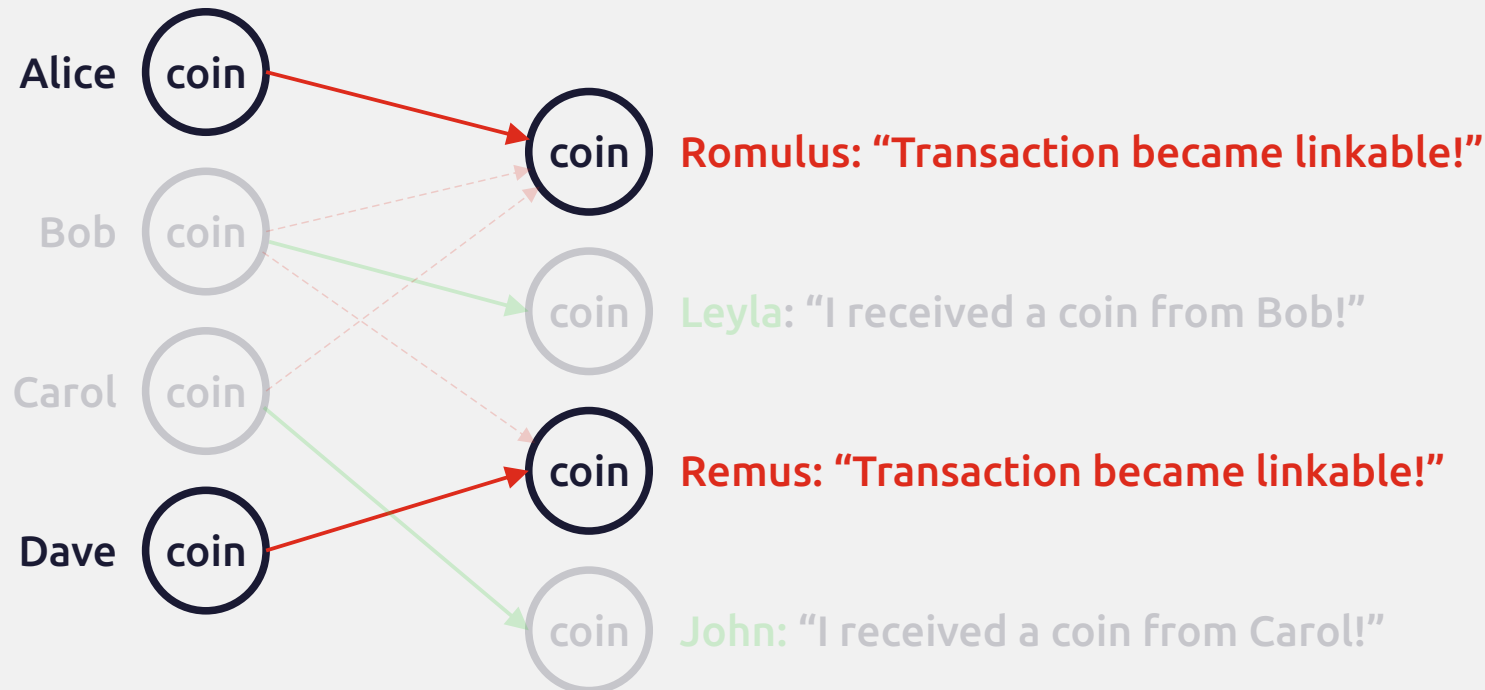 Alice coin
coin Romulus: “Transaction became linkable!”
Bob coin
coin Leyla: “I received a coin from Bob!”
Carol coin
coin Remus: “Transaction became linkable!”
Dave coin
coin John: “I received a coin from Carol!”